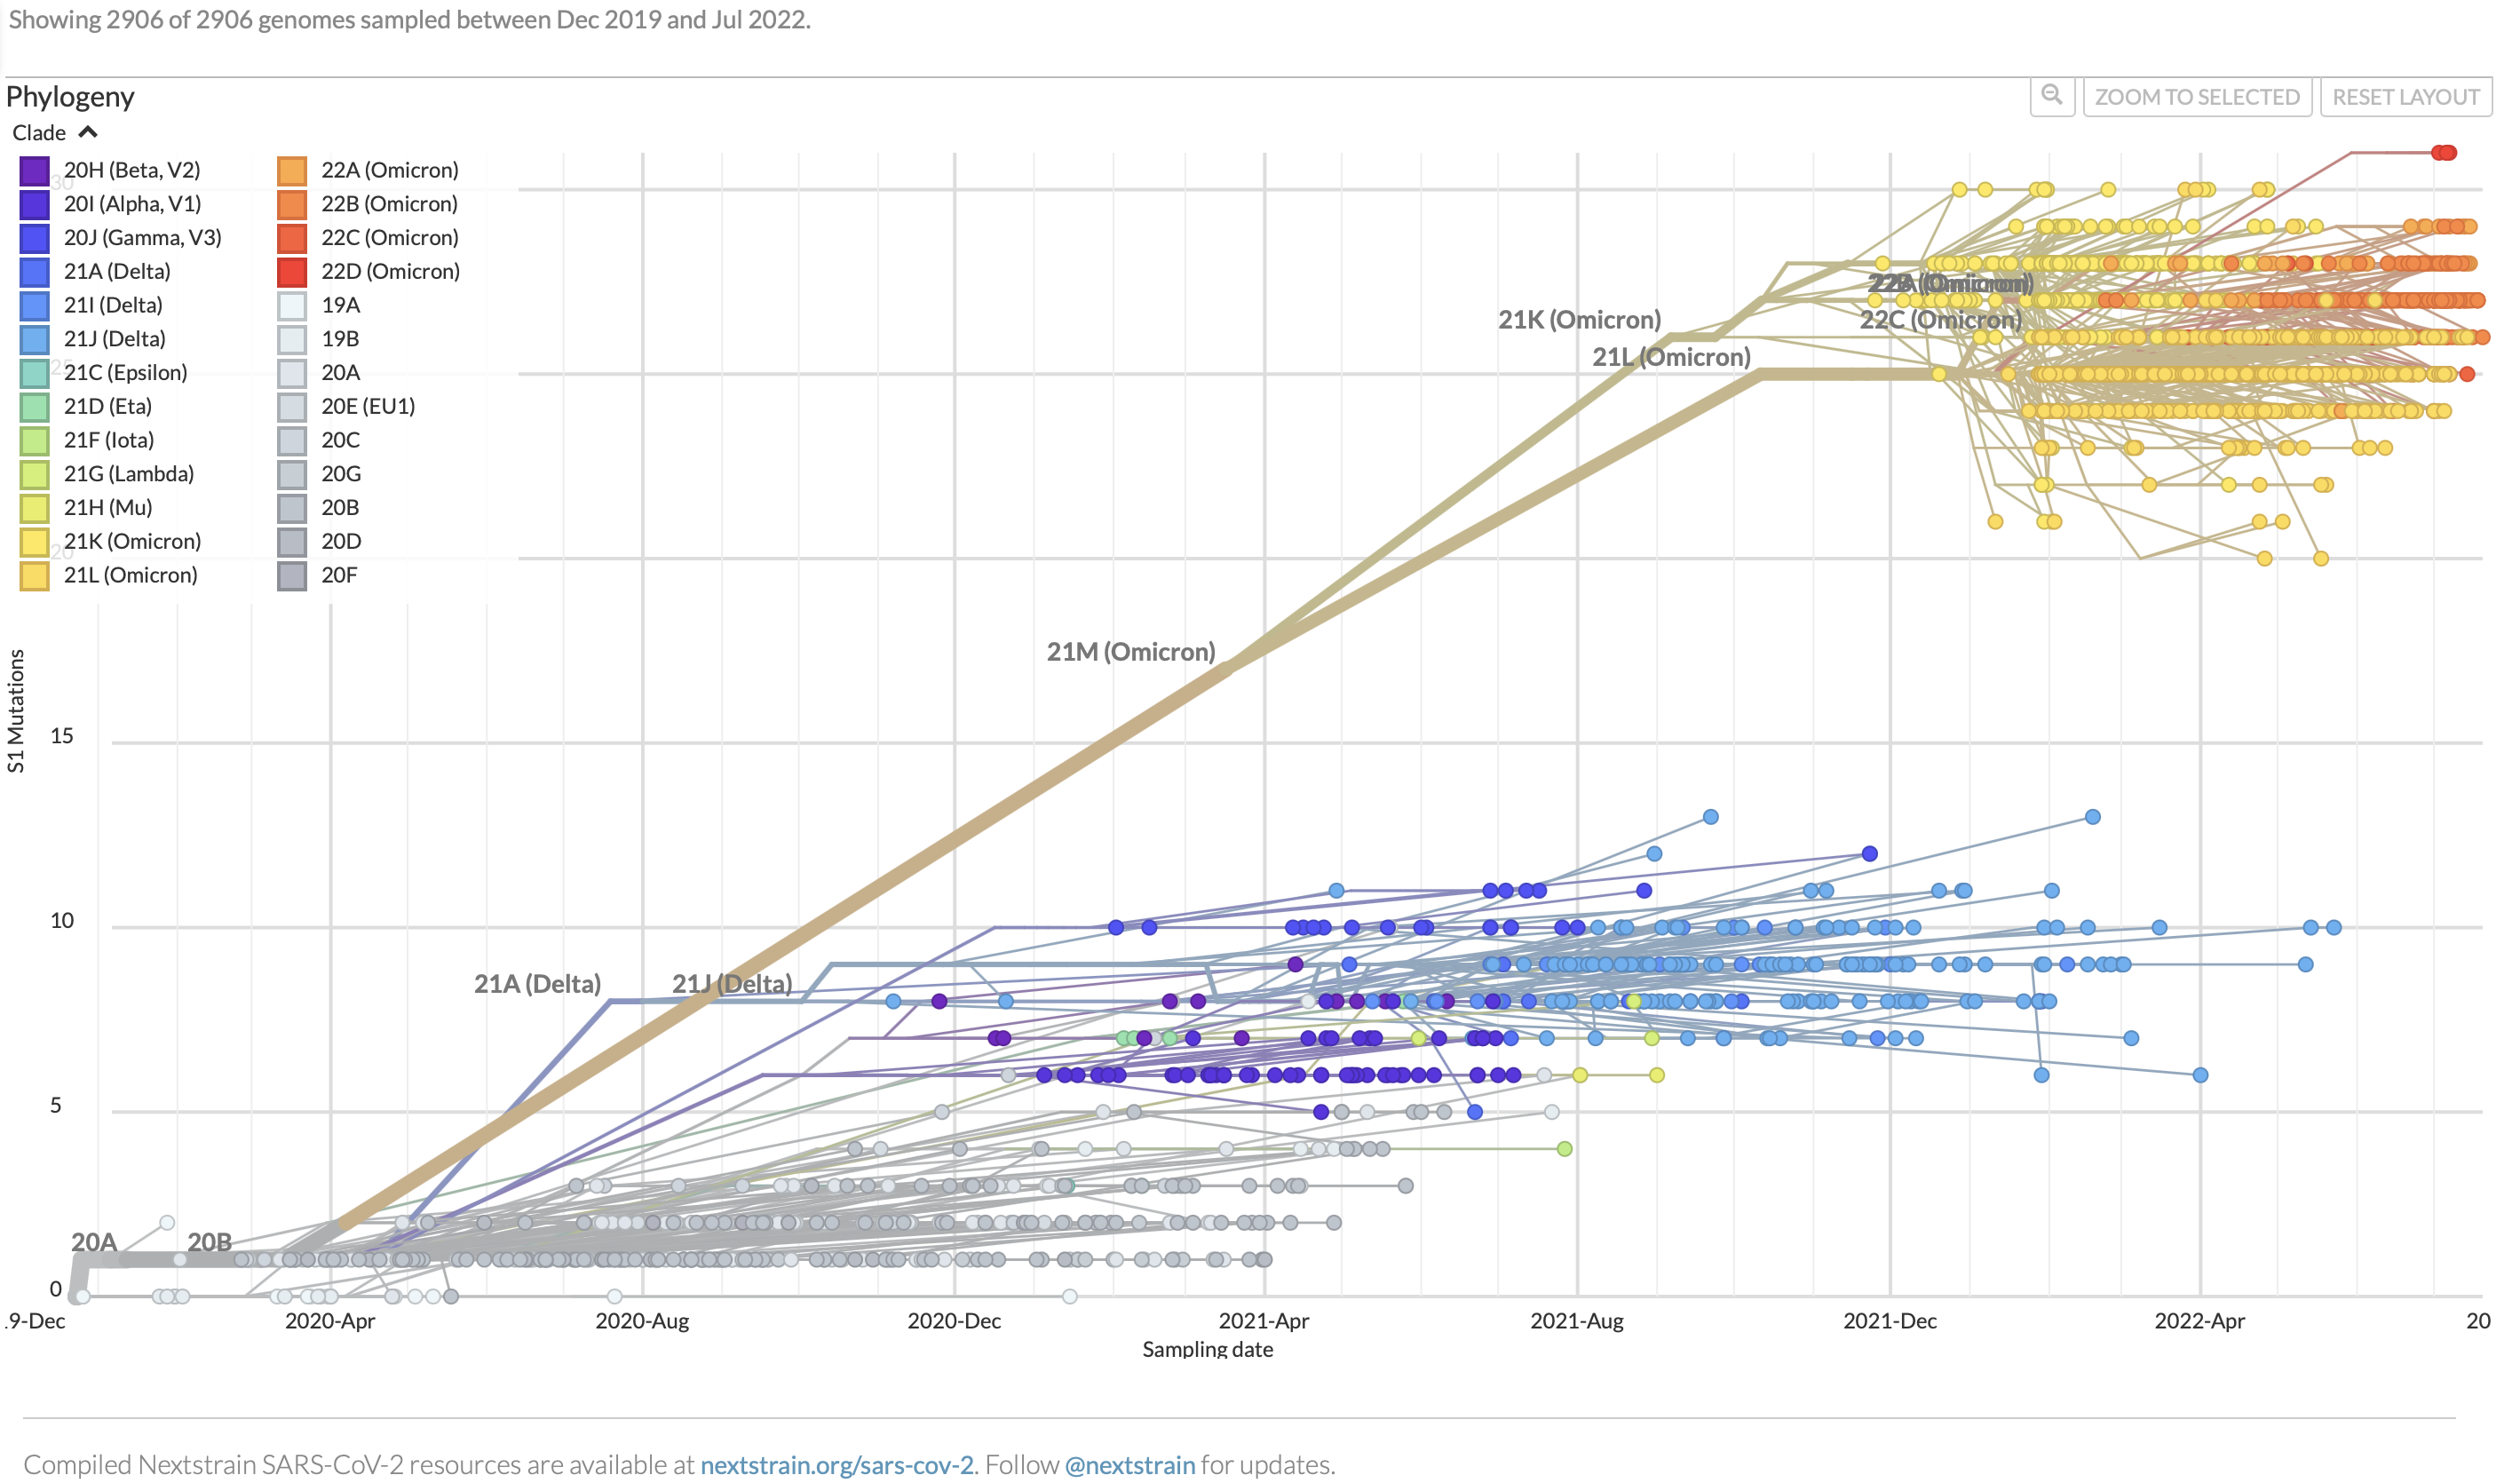 Showing 2906 of 2906 genomes sampled between Dec 2019 and Jul 2022.
Phylogeny
ZOOM TO SELECTED
RESET LAYOUT
Clade
20H (Beta, V2)
20I (Alpha, V1)
20J (Gamma, V3)
21A (Delta)
21I (Delta)
21J (Delta)
21C (Epsilon)
21D (Eta)
21F (Iota)
21G (Lambda)
21H (Mu)
21K (Omicron)
21L (Omicron)
22A (Omicron)
22B (Omicron)
22C (Omicron)
22D (Omicron)
19A
19B
20A
20E (EU1)
20C
20G
20B
20D
20F
30
25
20
15
10
5
0
S1 Mutations
21K (Omicron)
22C (Omicron)
21L (Omicron)
21M (Omicron)
21A (Delta)
21J (Delta)
20A
20B
.9-Dec
2020-Apr
2020-Aug
2020-Dec
2021-Apr
2021-Aug
2021-Dec
2022-Apr
20
Sampling date
Compiled Nextstrain SARS-CoV-2 resources are available at nextstrain.org/sars-cov-2. Follow @nextstrain for updates.